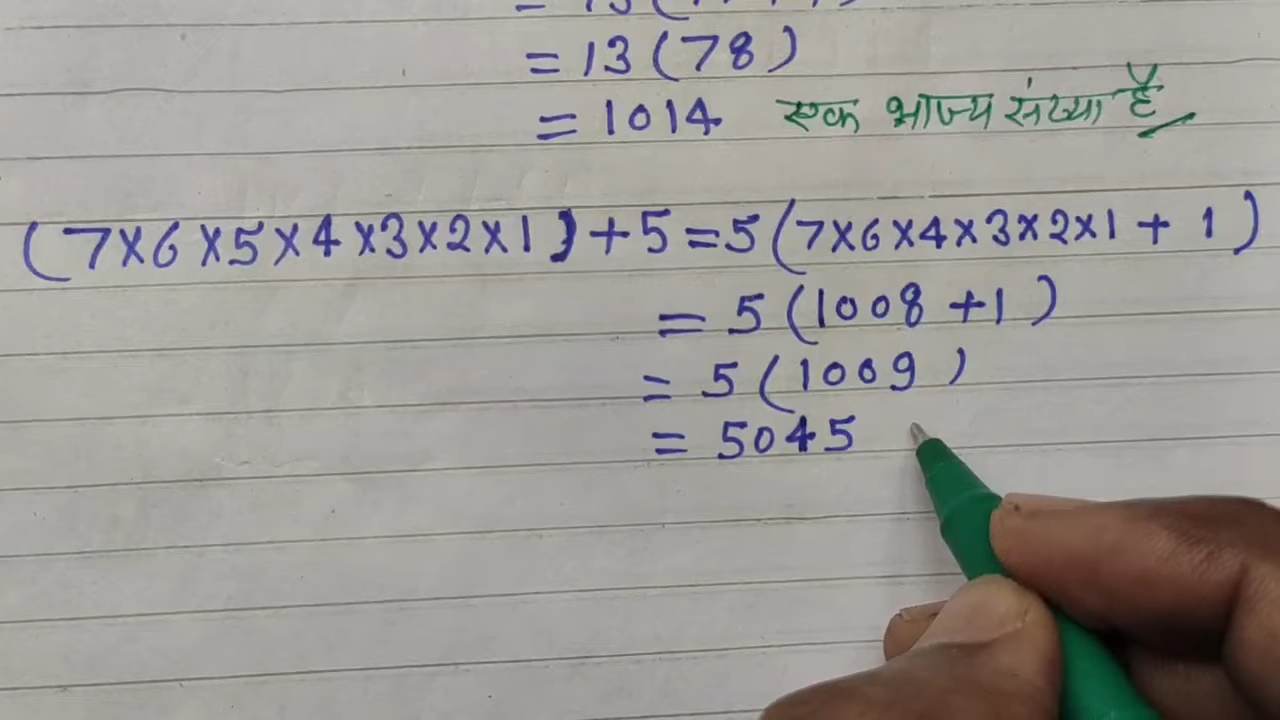 = 13 (78)
= 1014 एक भाज्य संख्या है
(7×6×5×4×3×2×1) + 5 = 5 (7×6×4×3×2×1 + 1)
= 5 (1008 + 1)
= 5 (1009)
= 5045